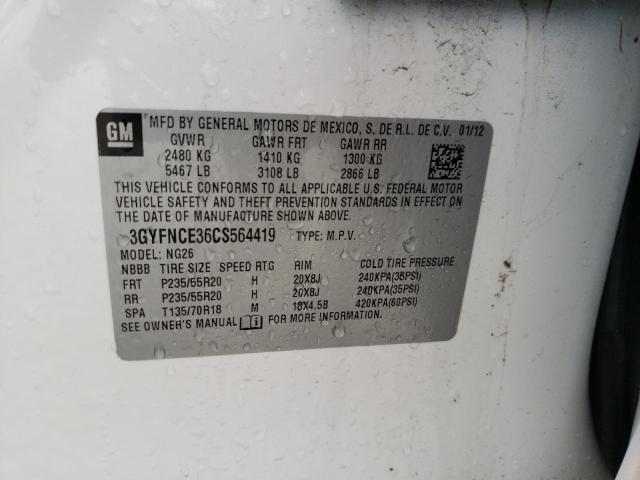 GM MFD BY GENERAL MOTORS DE MEXICO, S. DE R.L. DE C.V. 01/12
GVWR GAWR FRT GAWR RR
2480 KG 1410 KG 1300 KG
5467 LB 3108 LB 2866 LB
THIS VEHICLE CONFORMS TO ALL APPLICABLE U.S. FEDERAL MOTOR
VEHICLE SAFETY AND THEFT PREVENTION STANDARDS IN EFFECT ON
THE DATE OF MANUFACTURE SHOWN ABOVE.
3GYFNCE36CS564419 TYPE: M.P.V.
MODEL: NG26
NBBB TIRE SIZE SPEED RTG RIM COLD TIRE PRESSURE
FRT P235/55R20 H 20X8J 240KPA(35PSI)
RR P235/55R20 H 20X8J 240KPA(35PSI)
SPA T135/70R18 M 18X4.5B 420KPA(60PSI)
SEE OWNER'S MANUAL i FOR MORE INFORMATION.